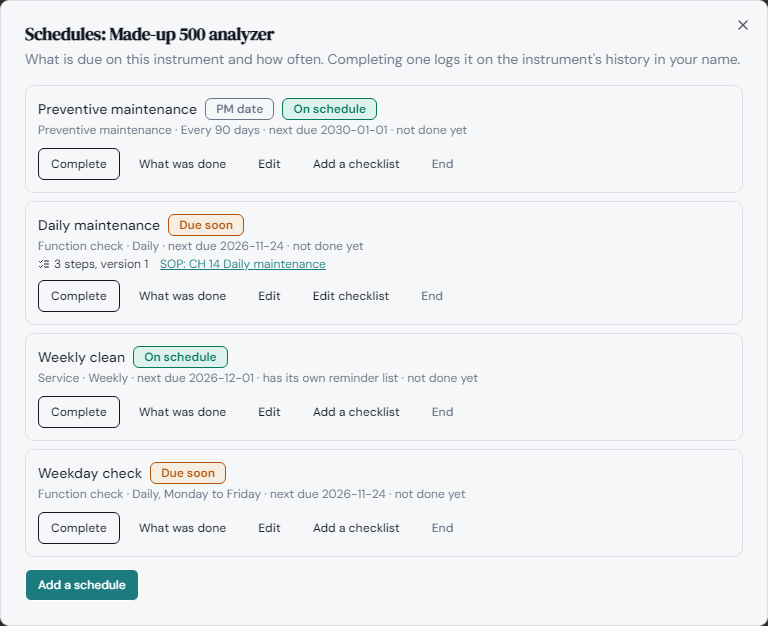 Schedules: Made-up 500 analyzer
What is due on this instrument and how often. Completing one logs it on the instrument's history in your name.
Preventive maintenance PM date On schedule
Preventive maintenance · Every 90 days · next due 2030-01-01 · not done yet
Complete What was done Edit Add a checklist End
Daily maintenance Due soon
Function check · Daily · next due 2026-11-24 · not done yet
3 steps, version 1 SOP: CH 14 Daily maintenance
Complete What was done Edit Edit checklist End
Weekly clean On schedule
Service · Weekly · next due 2026-12-01 · has its own reminder list · not done yet
Complete What was done Edit Add a checklist End
Weekday check Due soon
Function check · Daily, Monday to Friday · next due 2026-11-24 · not done yet
Complete What was done Edit Add a checklist End
Add a schedule